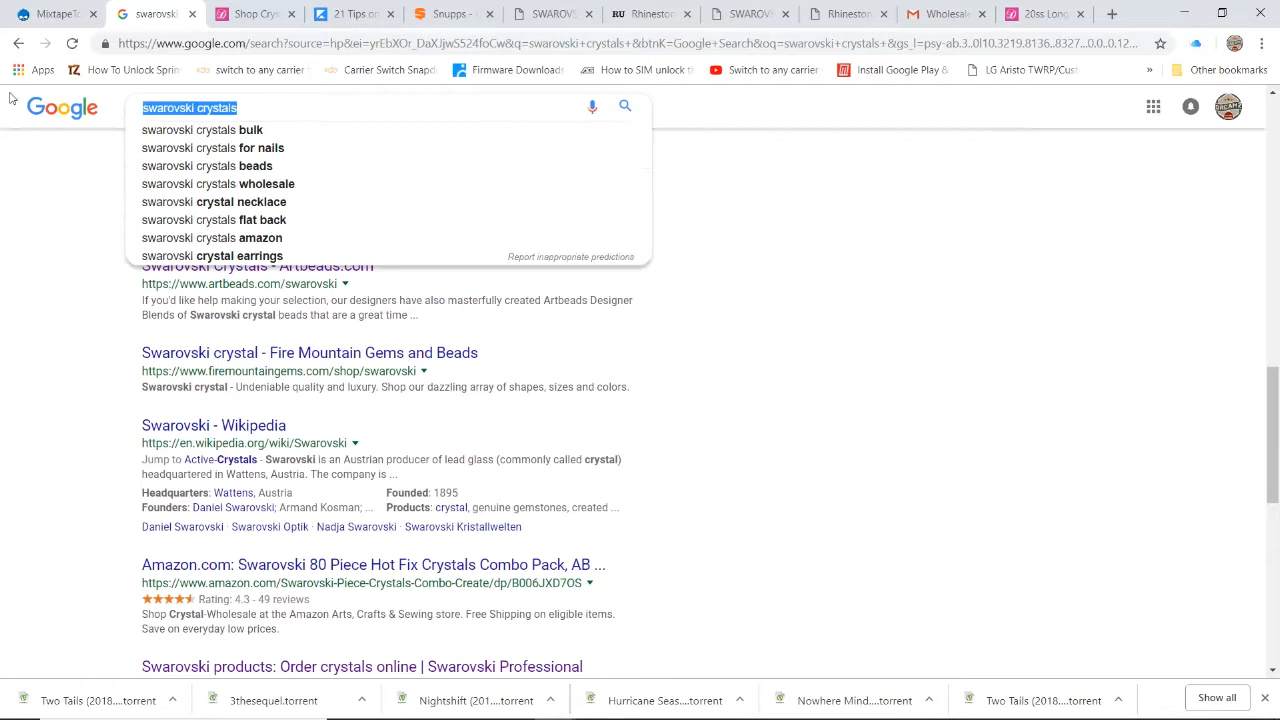 MixtapeTo
swarovski crystals
Shop Crys
21 Tips.or
Snupps -
SWAROVS
Rhineston
SWAROVS
Rhineston
Wholesale
20ss Long
https://www.google.com/search?source=hp&ei=yrEbXOr_DaXJjwS524foCw&q=swarovski+crystals+&btnK=Google+Search&oq=swarovski+crystals+&gs_l=psy-ab.3.0l10.3219.8136..8327...0.0..0.12...
Apps
How To Unlock Sprin
switch to any carrier
Carrier Switch Snapd
Firmware Downloads
How to SIM unlock th
Switch to any carrier
Install Google Play &
LG Aristo TWRP/Cust
»
Other bookmarks
Google
swarovski crystals
swarovski crystals bulk
swarovski crystals for nails
swarovski crystals beads
swarovski crystals wholesale
swarovski crystal necklace
swarovski crystals flat back
swarovski crystals amazon
swarovski crystal earrings
Report inappropriate predictions
Swarovski Crystals - Artbeads.com
https://www.artbeads.com/swarovski
If you'd like help making your selection, our designers have also masterfully created Artbeads Designer
Blends of Swarovski crystal beads that are a great time ...
Swarovski crystal - Fire Mountain Gems and Beads
https://www.firemountaingems.com/shop/swarovski
Swarovski crystal - Undeniable quality and luxury. Shop our dazzling array of shapes, sizes and colors.
Swarovski - Wikipedia
https://en.wikipedia.org/wiki/Swarovski
Jump to Active-Crystals - Swarovski is an Austrian producer of lead glass (commonly called crystal)
headquartered in Wattens, Austria. The company is ...
Headquarters: Wattens, Austria
Founded: 1895
Founders: Daniel Swarovski; Armand Kosman; ...
Products: crystal, genuine gemstones, created ...
Daniel Swarovski · Swarovski Optik · Nadja Swarovski · Swarovski Kristallwelten
Amazon.com: Swarovski 80 Piece Hot Fix Crystals Combo Pack, AB ...
https://www.amazon.com/Swarovski-Piece-Crystals-Combo-Create/dp/B006JXD7OS
Rating: 4.3 - 49 reviews
Shop Crystal-Wholesale at the Amazon Arts, Crafts & Sewing store. Free Shipping on eligible items.
Save on everyday low prices.
Swarovski products: Order crystals online | Swarovski Professional
Two Tails (2018....torrent
3thesequel.torrent
Nightshift (201....torrent
Hurricane Seas....torrent
Nowhere Mind....torrent
Two Tails (2018....torrent
Show all